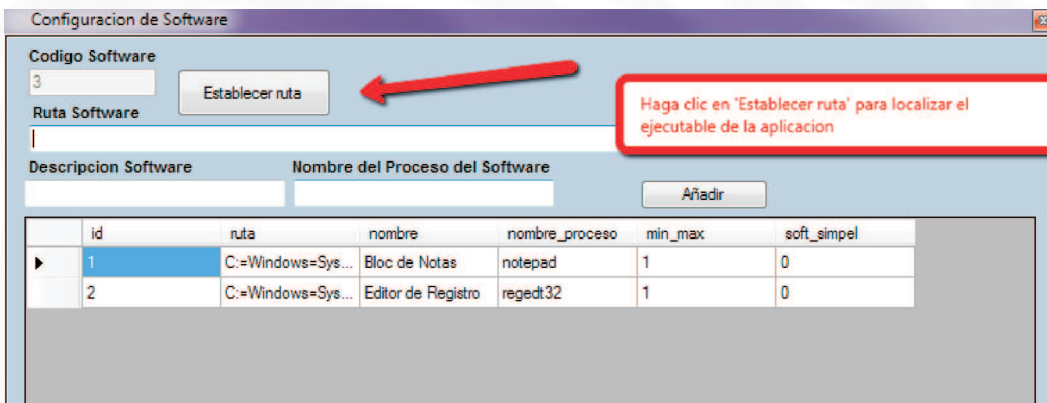 Configuracion de Software
Codigo Software
3
Establecer ruta
Haga clic en 'Establecer ruta' para localizar el
ejecutable de la aplicacion
Ruta Software
Descripcion Software Nombre del Proceso del Software
Añadir
id ruta nombre nombre_proceso min_max soft_simpel
1 C:=Windows=Sys... Bloc de Notas notepad 1 0
2 C:=Windows=Sys... Editor de Registro regedt32 1 0